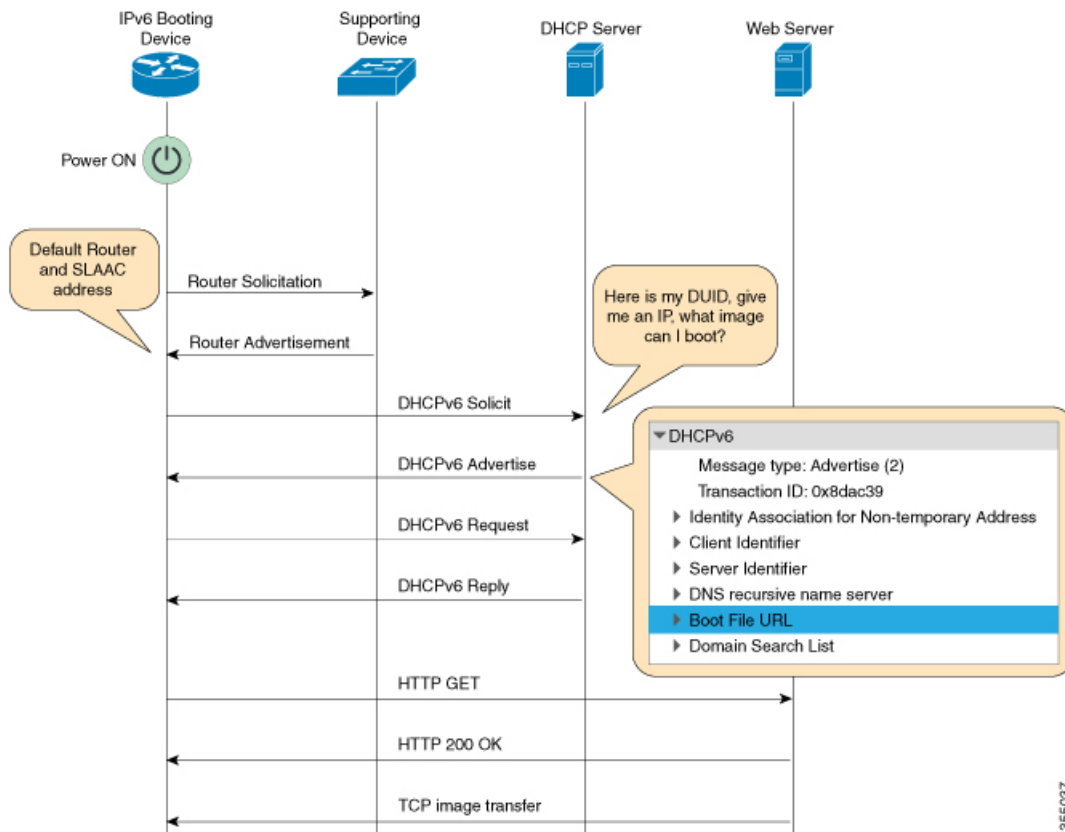 IPv6 Booting
Device
Supporting
Device
DHCP Server
Web Server
Power ON
Default Router
and SLAAC
address
Router Solicitation
Here is my DUID, give
me an IP, what image
can I boot?
Router Advertisement
DHCPv6 Solicit
DHCPv6 Advertise
DHCPv6
Message type: Advertise (2)
Transaction ID: 0x8dac39
Identity Association for Non-temporary Address
Client Identifier
Server Identifier
DNS recursive name server
Boot File URL
Domain Search List
DHCPv6 Request
DHCPv6 Reply
HTTP GET
HTTP 200 OK
TCP image transfer
355037